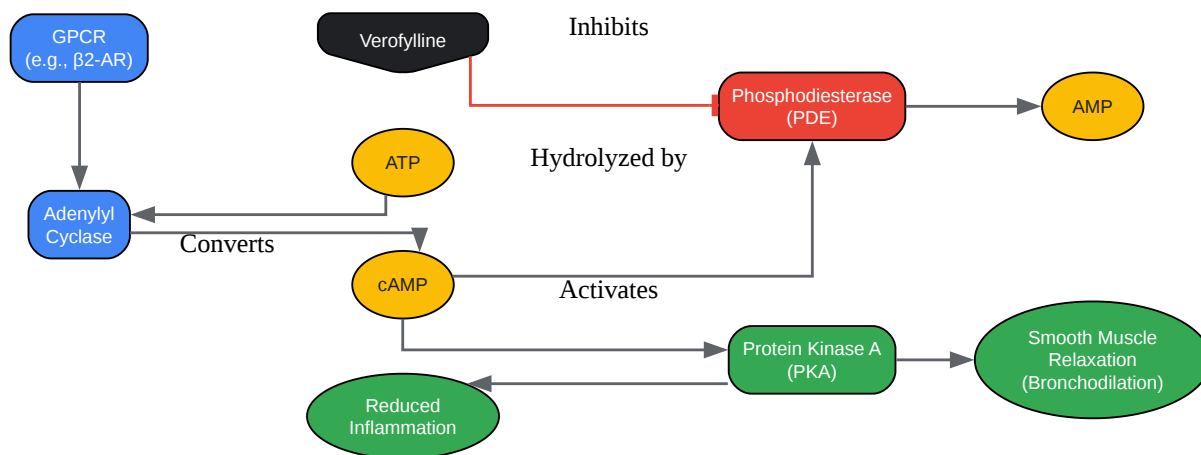 GPCR
(e.g., β2-AR)
Verofylline
Inhibits
Phosphodiesterase
(PDE)
AMP
ATP
Hydrolyzed by
Adenylyl
Cyclase
Converts
cAMP
Activates
Protein Kinase A
(PKA)
Smooth Muscle
Relaxation
(Bronchodilation)
Reduced
Inflammation